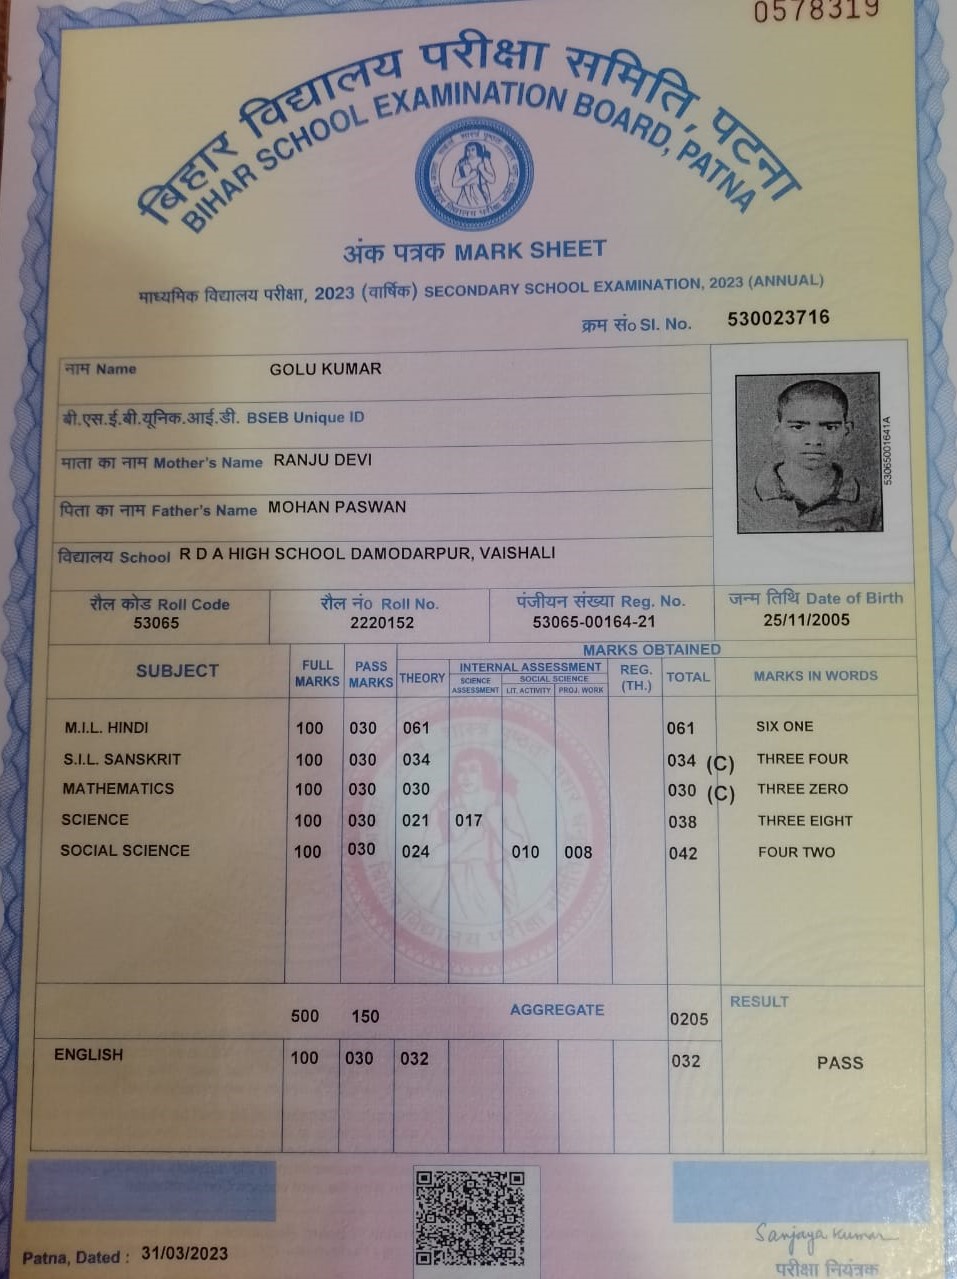 0578319
बिहार विद्यालय परीक्षा समिति, पटना
BIHAR SCHOOL EXAMINATION BOARD, PATNA
अंक पत्रक MARK SHEET
माध्यमिक विद्यालय परीक्षा, 2023 (वार्षिक) SECONDARY SCHOOL EXAMINATION, 2023 (ANNUAL)
क्रम सं० Sl. No. 530023716
नाम Name GOLU KUMAR
बी.एस.ई.बी.यूनिक.आई.डी. BSEB Unique ID
माता का नाम Mother's Name RANJU DEVI
पिता का नाम Father's Name MOHAN PASWAN
विद्यालय School R D A HIGH SCHOOL DAMODARPUR, VAISHALI
53065001641A
रौल कोड Roll Code रौल नं० Roll No. पंजीयन संख्या Reg. No. जन्म तिथि Date of Birth
53065 2220152 53065-00164-21 25/11/2005
MARKS OBTAINED
SUBJECT FULL MARKS PASS MARKS THEORY INTERNAL ASSESSMENT REG. (TH.) TOTAL MARKS IN WORDS
SCIENCE ASSESSMENT SOCIAL SCIENCE
LIT. ACTIVITY PROJ. WORK
M.I.L. HINDI 100 030 061 061 SIX ONE
S.I.L. SANSKRIT 100 030 034 034 (C) THREE FOUR
MATHEMATICS 100 030 030 030 (C) THREE ZERO
SCIENCE 100 030 021 017 038 THREE EIGHT
SOCIAL SCIENCE 100 030 024 010 008 042 FOUR TWO
500 150 AGGREGATE 0205 RESULT
ENGLISH 100 030 032 032 PASS
Patna, Dated : 31/03/2023
Sanjaya Kumar
परीक्षा नियंत्रक